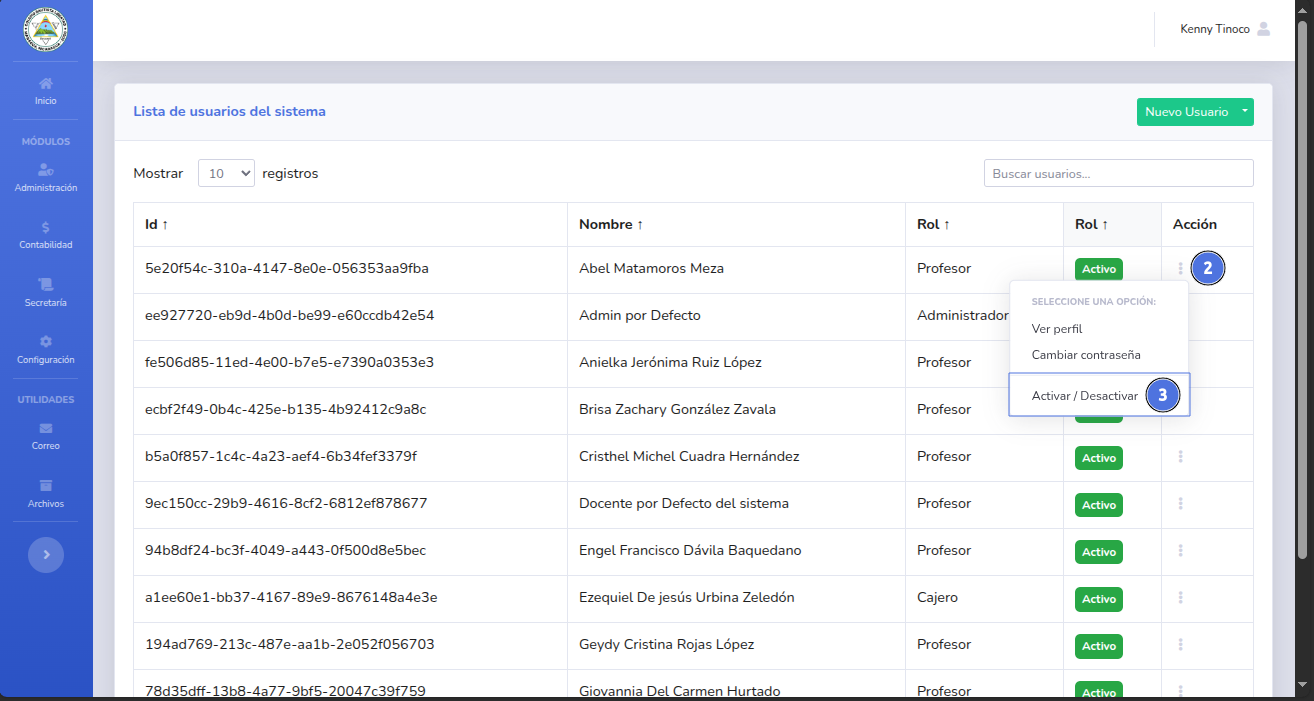 Kenny Tinoco
Inicio
MÓDULOS
Administración
Contabilidad
Secretaría
Configuración
UTILIDADES
Correo
Archivos
Lista de usuarios del sistema
Nuevo Usuario
Mostrar 10 registros
Buscar usuarios...
Id ↑ Nombre ↑ Rol ↑ Rol ↑ Acción
5e20f54c-310a-4147-8e0e-056353aa9fba Abel Matamoros Meza Profesor Activo 2
ee927720-eb9d-4b0d-be99-e60ccdb42e54 Admin por Defecto Administrador
fe506d85-11ed-4e00-b7e5-e7390a0353e3 Anielka Jerónima Ruiz López Profesor
ecbf2f49-0b4c-425e-b135-4b92412c9a8c Brisa Zachary González Zavala Profesor
SELECCIONE UNA OPCIÓN:
Ver perfil
Cambiar contraseña
Activar / Desactivar 3
b5a0f857-1c4c-4a23-aef4-6b34fef3379f Cristhel Michel Cuadra Hernández Profesor Activo
9ec150cc-29b9-4616-8cf2-6812ef878677 Docente por Defecto del sistema Profesor Activo
94b8df24-bc3f-4049-a443-0f500d8e5bec Engel Francisco Dávila Baquedano Profesor Activo
a1ee60e1-bb37-4167-89e9-8676148a4e3e Ezequiel De jesús Urbina Zeledón Cajero Activo
194ad769-213c-487e-aa1b-2e052f056703 Geydy Cristina Rojas López Profesor Activo
78d35dff-13b8-4a77-9bf5-20047c39f759 Giovannia Del Carmen Hurtado Profesor Activo